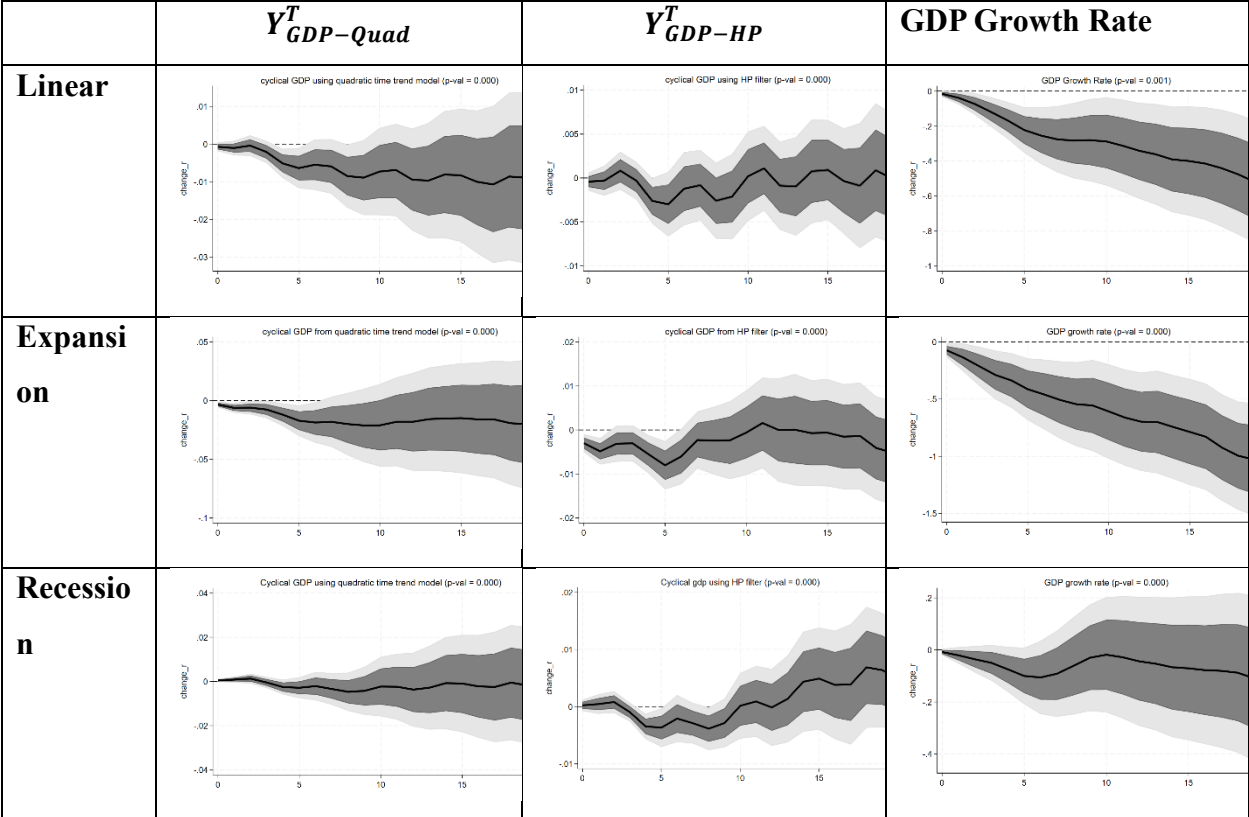 Y^T_GDP−Quad
Y^T_GDP−HP
GDP Growth Rate
Linear
cyclical GDP using quadratic time trend model (p-val = 0.000)
.01
0
-.01
-.02
-.03
change_r
0 5 10 15
cyclical GDP using HP filter (p-val = 0.000)
.01
.005
0
-.005
-.01
change_r
0 5 10 15
GDP Growth Rate (p-val = 0.001)
0
-.2
-.4
-.6
-.8
-1
change_r
0 5 10 15
Expansi
on
cyclical GDP from quadratic time trend model (p-val = 0.000)
.05
0
-.05
-.1
change_r
0 5 10 15
cyclical GDP from HP filter (p-val = 0.000)
.02
.01
0
-.01
-.02
change_r
0 5 10 15
GDP growth rate (p-val = 0.000)
0
-.5
-1
-1.5
change_r
0 5 10 15
Recessio
n
Cyclical GDP using quadratic time trend model (p-val = 0.000)
.04
.02
0
-.02
-.04
change_r
0 5 10 15
Cyclical gdp using HP filter (p-val = 0.000)
.02
.01
0
-.01
change_r
0 5 10 15
GDP growth rate (p-val = 0.000)
.2
0
-.2
-.4
change_r
0 5 10 15